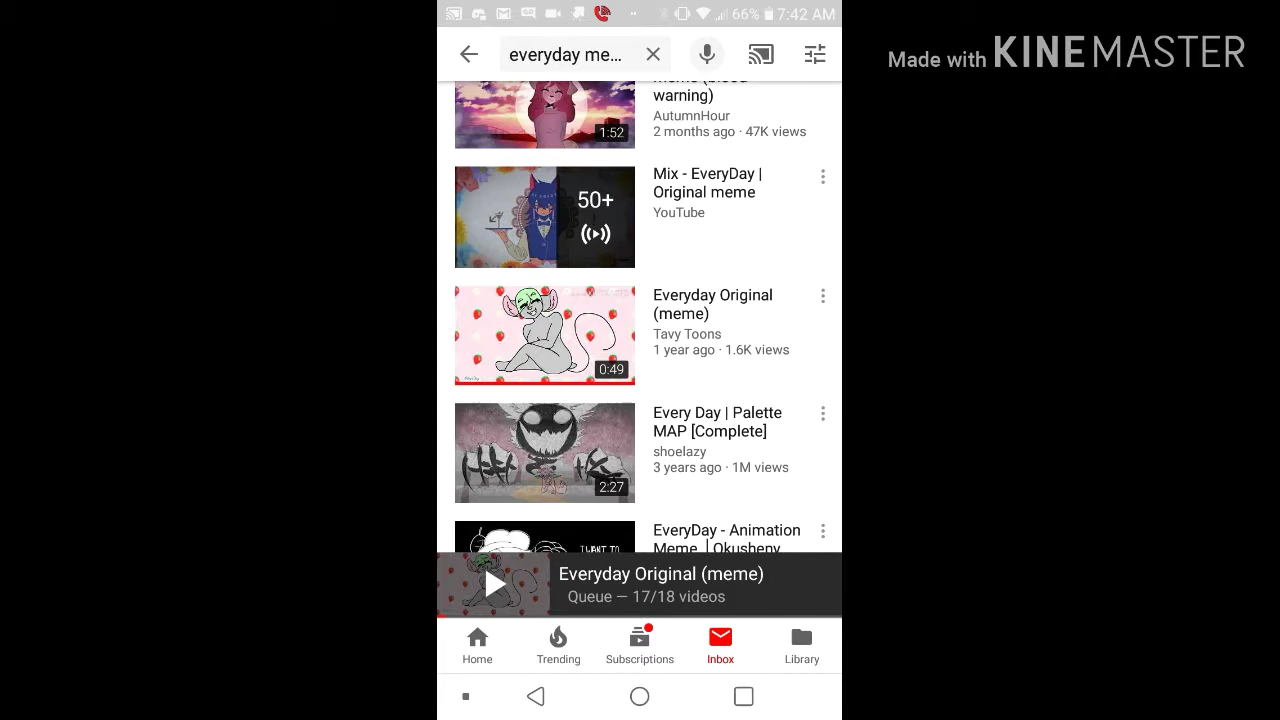 66% 7:42 AM
everyday me...
Made with KINEMASTER
warning)
AutumnHour
2 months ago · 47K views
1:52
Mix - EveryDay |
Original meme
YouTube
50+
Everyday Original
(meme)
Tavy Toons
1 year ago · 1.6K views
0:49
Every Day | Palette
MAP [Complete]
shoelazy
3 years ago · 1M views
2:27
EveryDay - Animation
Meme | Okusheny
I WANT TO
Everyday Original (meme)
Queue — 17/18 videos
Home
Trending
Subscriptions
Inbox
Library